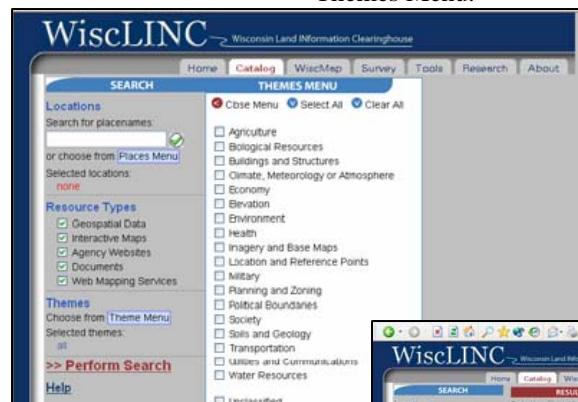 Themes Menu.
WiscLINC Wisconsin Land INformation Clearinghouse
Home Catalog WiscMap Survey Tools Research About
SEARCH
Locations
Search for placenames:
or choose from Places Menu
Selected locations:
none
Resource Types
Geospatial Data
Interactive Maps
Agency Websites
Documents
Web Mapping Services
Themes
Choose from Theme Menu
Selected themes:
all
>> Perform Search
Help
THEMES MENU
Close Menu Select All Clear All
Agriculture
Biological Resources
Buildings and Structures
Climate, Meteorology or Atmosphere
Economy
Elevation
Environment
Health
Imagery and Base Maps
Location and Reference Points
Military
Planning and Zoning
Political Boundaries
Society
Soils and Geology
Transportation
Utilities and Communications
Water Resources
Unclassified
WiscLINC Wisconsin Land
Home Catalog
SEARCH